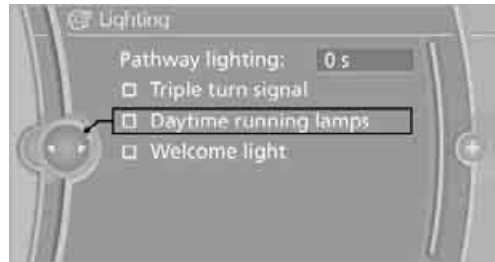 Lighting
Pathway lighting: 0 s
Triple turn signal
Daytime running lamps
Welcome light